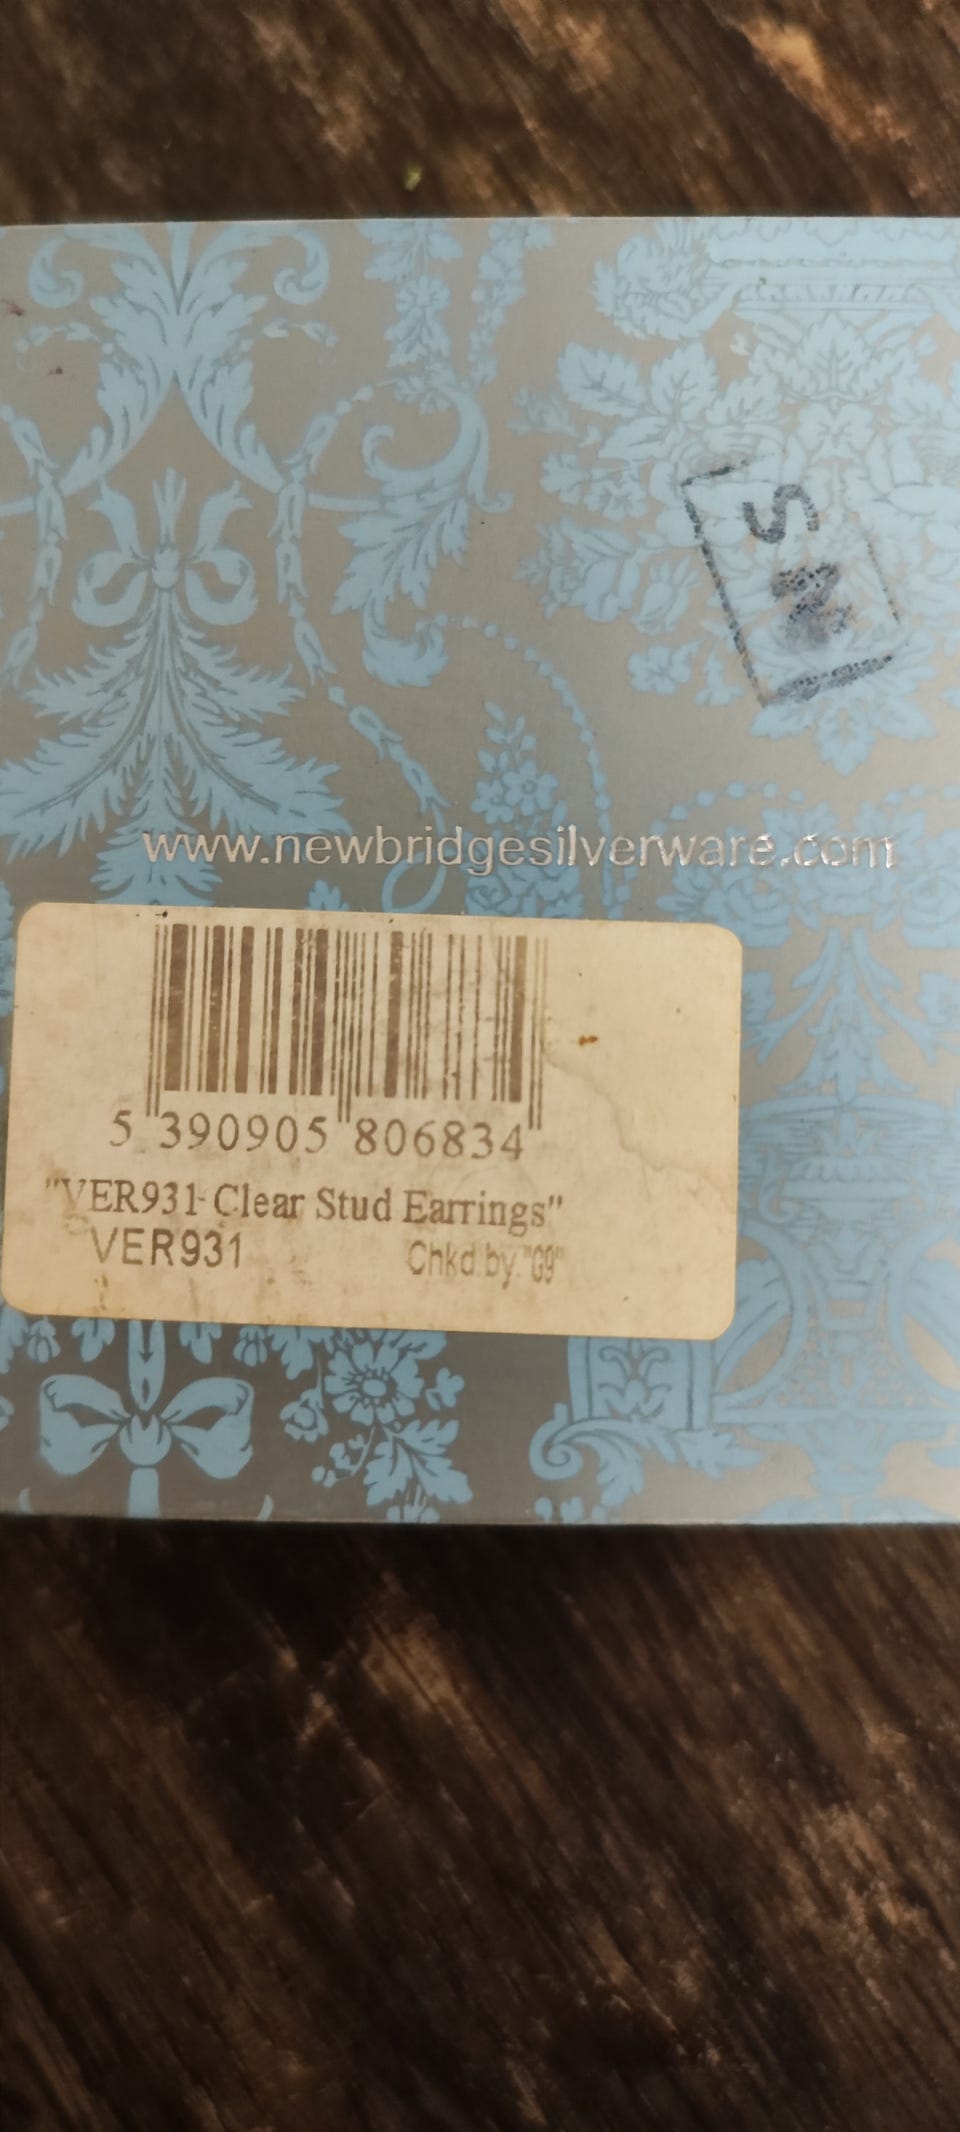 S
www.newbridgesilverware.com
5 390905 806834
"VER931- Clear Stud Earrings"
VER931 Chkd by "G9"